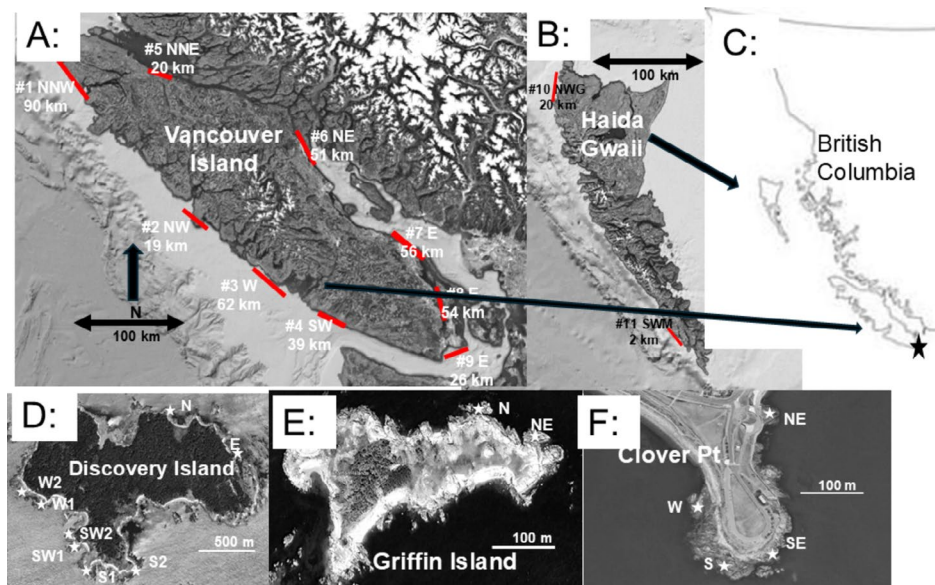 A:
#5 NNE
20 km
#1 NNW
90 km
Vancouver
Island
#6 NE
51 km
#2 NW
19 km
#7 E
56 km
#3 W
62 km
#8 E
54 km
N
100 km
#4 SW
39 km
#9 E
26 km
B:
100 km
#10 NWG
20 km
Haida
Gwaii
#11 SWM
2 km
C:
British
Columbia
D:
N
E
Discovery Island
W2
W1
SW2
SW1
S1
S2
500 m
E:
N
NE
100 m
Griffin Island
F:
NE
Clover Pt.
100 m
W
S
SE